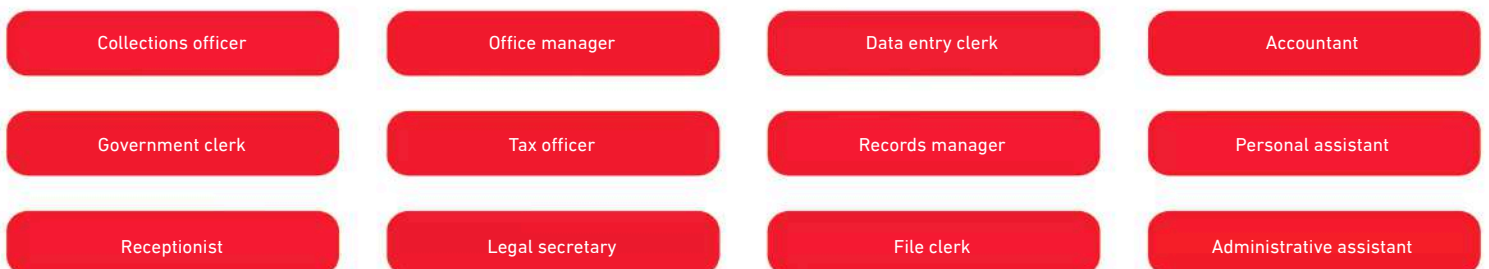 Collections officer
Office manager
Data entry clerk
Accountant
Government clerk
Tax officer
Records manager
Personal assistant
Receptionist
Legal secretary
File clerk
Administrative assistant